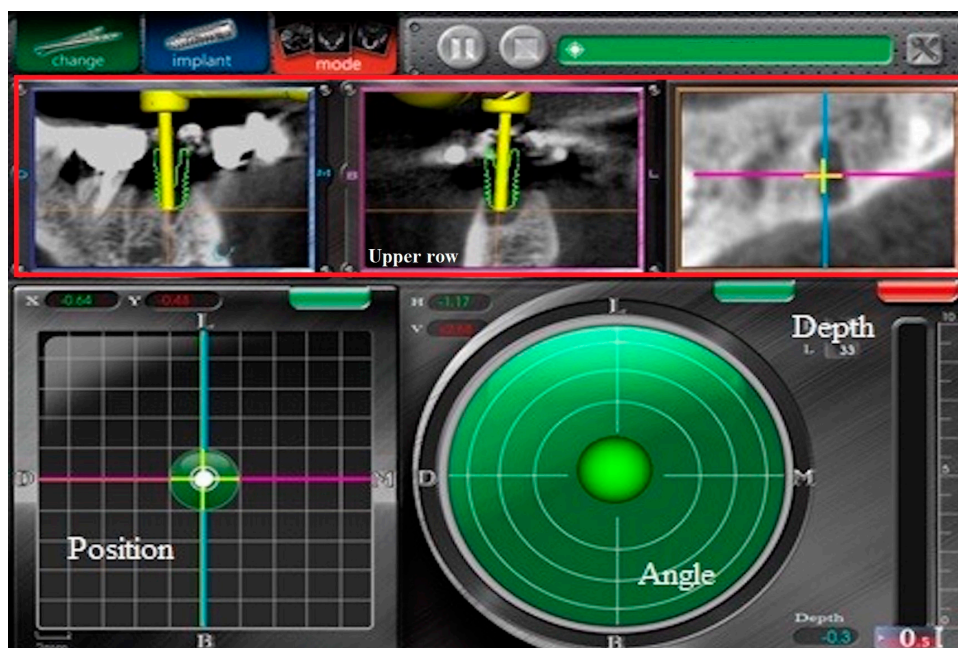 change implant mode
D M B L
Upper row
X -0.64 Y -0.48
H -1.17
V
L L
Depth
L 33
10
D M D M
5
Position
Angle
0
Depth
-0.3
B B